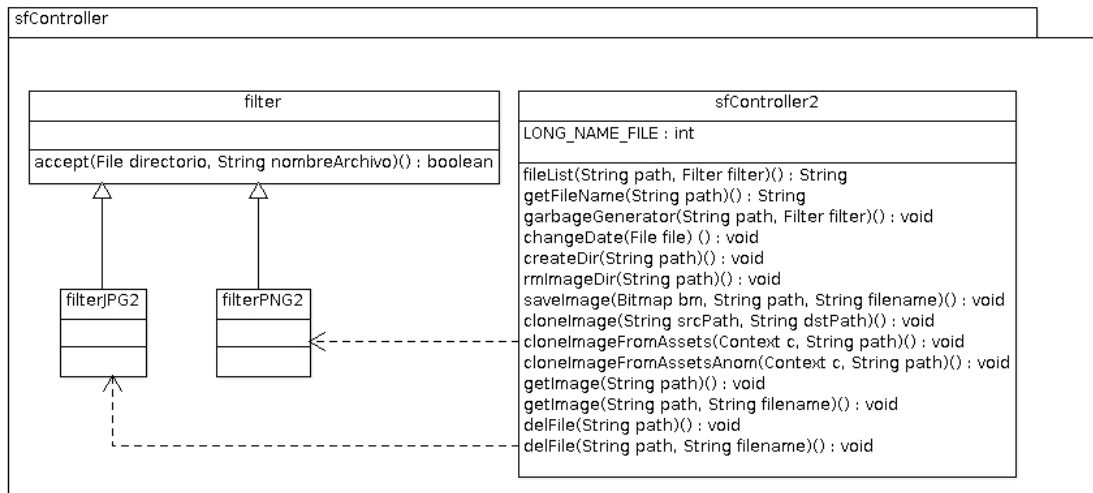 sfController
filter
accept(File directorio, String nombreArchivo)() : boolean
filterJPG2
filterPNG2
sfController2
LONG_NAME_FILE : int
fileList(String path, Filter filter)() : String
getFileName(String path)() : String
garbageGenerator(String path, Filter filter)() : void
changeDate(File file) () : void
createDir(String path)() : void
rmImageDir(String path)() : void
saveImage(Bitmap bm, String path, String filename)() : void
cloneImage(String srcPath, String dstPath)() : void
cloneImageFromAssets(Context c, String path)() : void
cloneImageFromAssetsAnom(Context c, String path)() : void
getImage(String path)() : void
getImage(String path, String filename)() : void
delFile(String path)() : void
delFile(String path, String filename)() : void